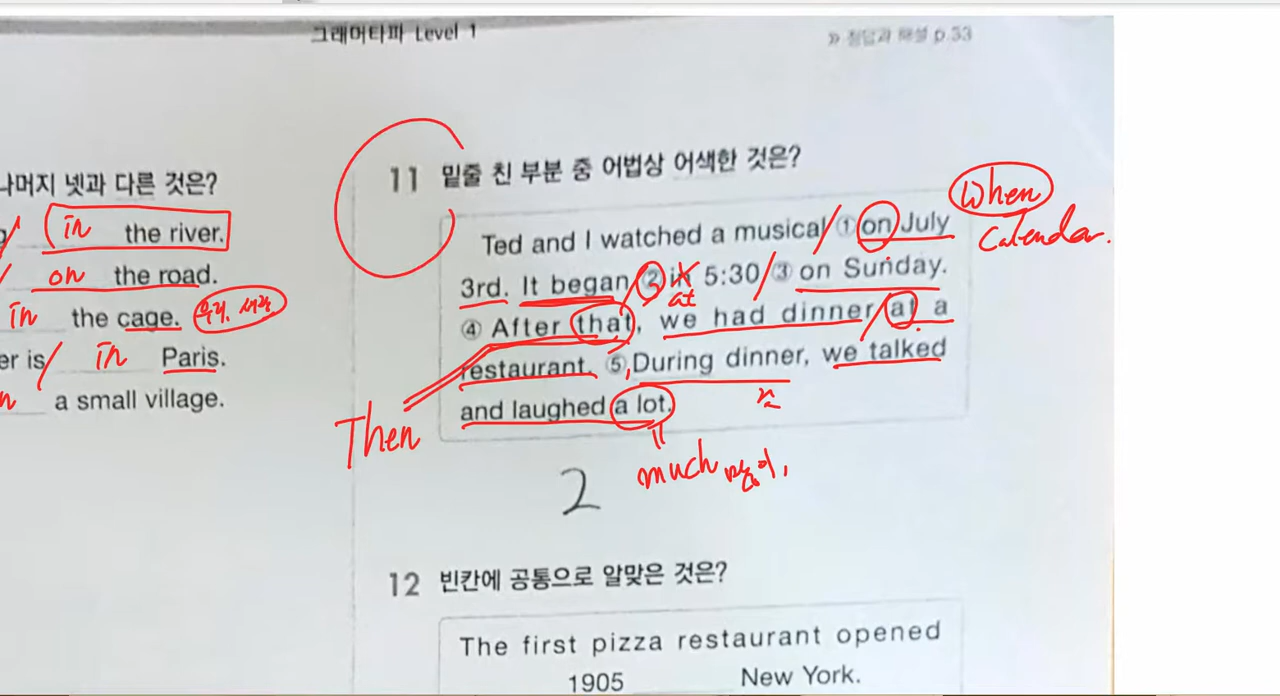 그래머타파 Level 1
» 정답과 해설 p.33
나머지 넷과 다른 것은?
in the river.
on the road.
in the cage. 우리, 새장
er is in Paris.
a small village.
11 밑줄 친 부분 중 어법상 어색한 것은?
When
Calendar.
Ted and I watched a musical ① on July
3rd. It began ② in 5:30 ③ on Sunday.
at
④ After that, we had dinner at a
restaurant. ⑤ During dinner, we talked
and laughed a lot.
Then
much 많이,
2
12 빈칸에 공통으로 알맞은 것은?
The first pizza restaurant opened
1905 New York.